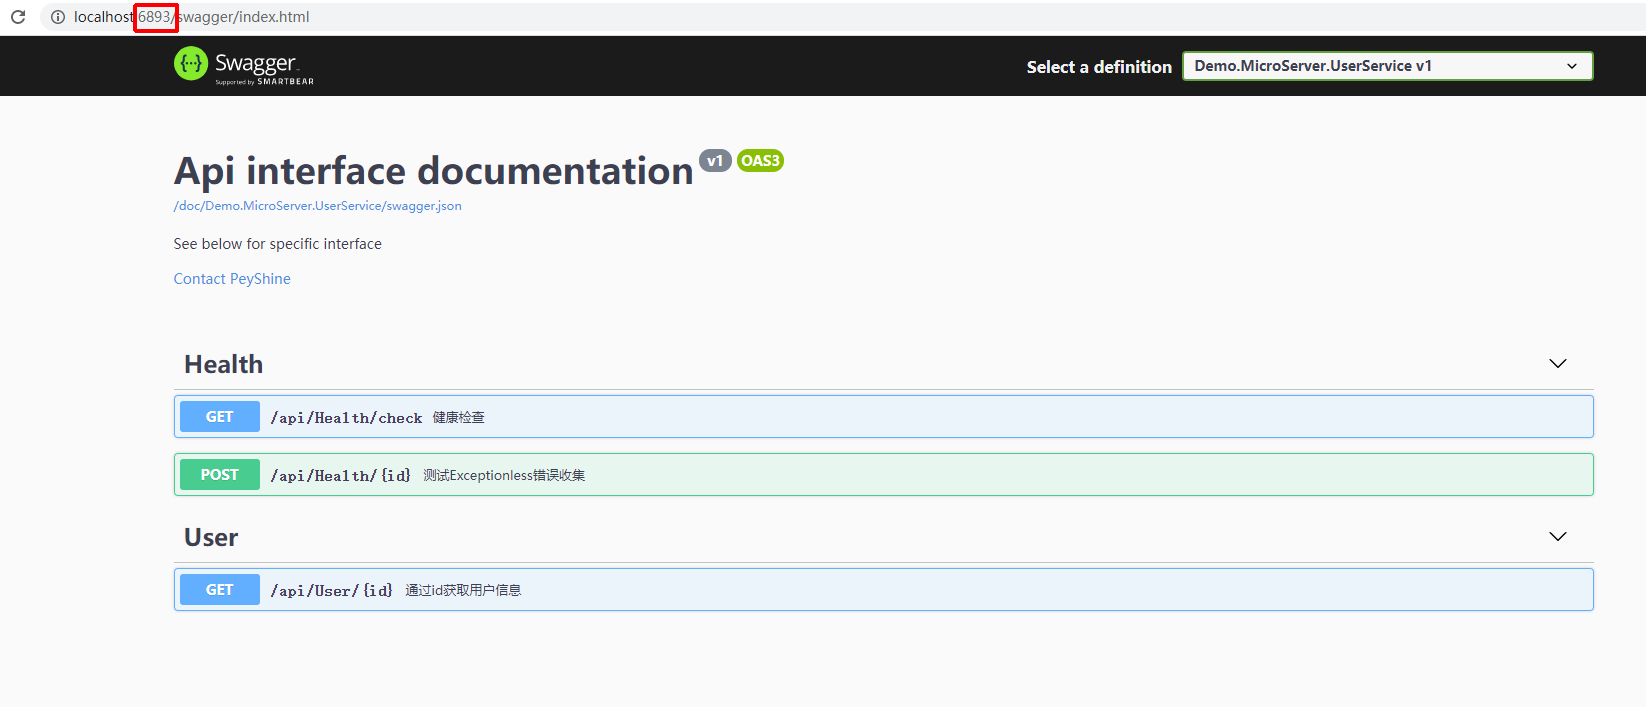 localhost:6893/swagger/index.html
Swagger
Supported by SMARTBEAR
Select a definition
Demo.MicroServer.UserService v1
Api interface documentation v1 OAS3
/doc/Demo.MicroServer.UserService/swagger.json
See below for specific interface
Contact PeyShine
Health
GET /api/Health/check 健康检查
POST /api/Health/{id} 测试Exceptionless错误收集
User
GET /api/User/{id} 通过id获取用户信息